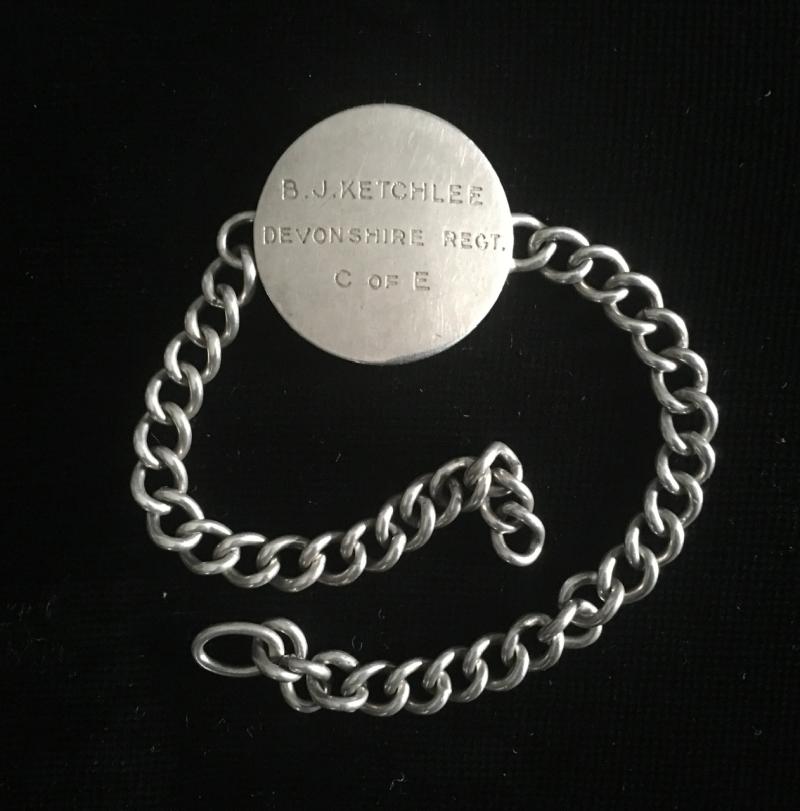 B.J.KETCHLEE
DEVONSHIRE REGT.
C OF E